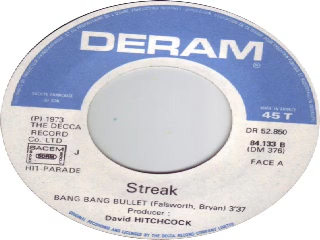 DERAM®
MADE IN FRANCE
45 T
(P) 1973
THE DECCA
RECORD
Co. LTD
DR 52.850
84.133 B
(DM 378)
SACEM
SDRM
J
FACE A
HIT-PARADE
Streak
BANG BANG BULLET (Falsworth, Bryan) 3'37
Producer :
David HITCHCOCK